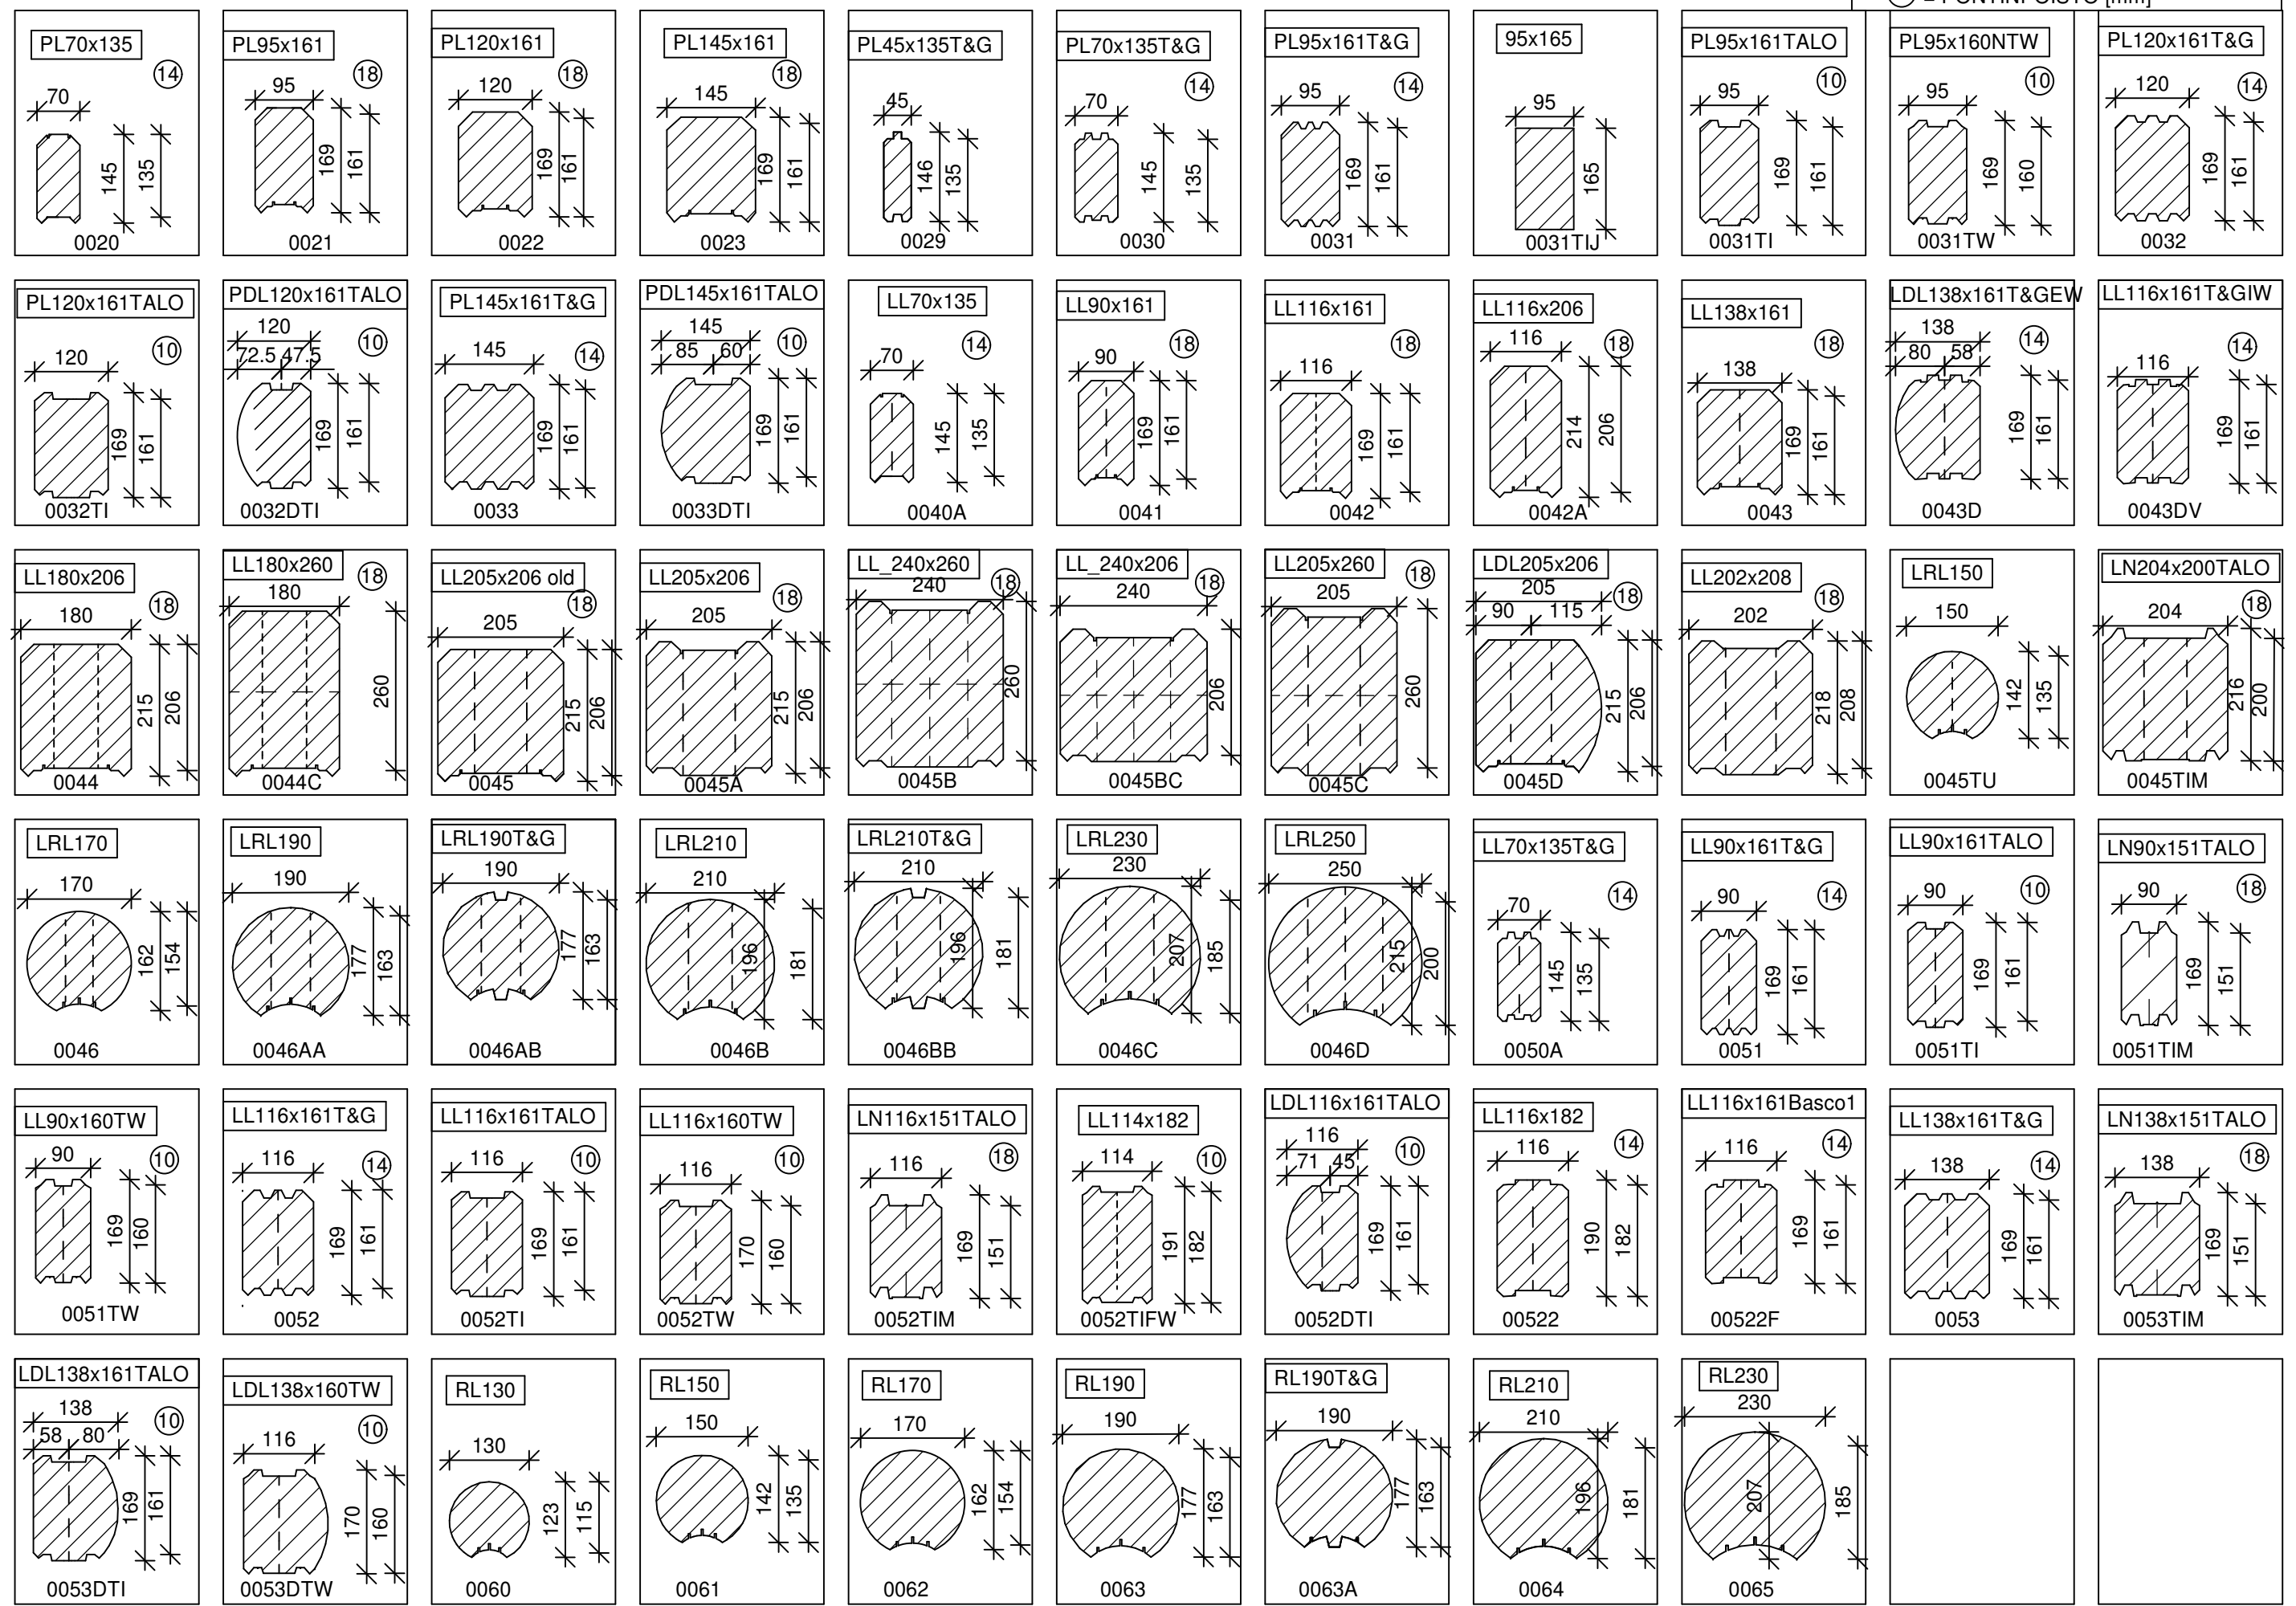 PL70x135
14
70
145
135
0020
PL95x161
18
95
169
161
0021
PL120x161
18
120
169
161
0022
PL145x161
18
145
169
161
0023
PL45x135T&G
45
146
135
0029
PL70x135T&G
14
70
145
135
0030
PL95x161T&G
14
95
169
161
0031
95x165
95
165
0031TIJ
PL95x161TALO
10
95
169
161
0031TI
PL95x160NTW
10
95
169
160
0031TW
PL120x161T&G
14
120
169
161
0032
PL120x161TALO
10
120
169
161
0032TI
PDL120x161TALO
120
10
72.5 47.5
169
161
0032DTI
PL145x161T&G
145
14
169
161
0033
PDL145x161TALO
145
10
85 60
169
161
0033DTI
LL70x135
14
70
145
135
0040A
LL90x161
18
90
169
161
0041
LL116x161
18
116
169
161
0042
LL116x206
116
18
214
206
0042A
LL138x161
18
138
169
161
0043
LDL138x161T&GEW
138
14
80 58
169
161
0043D
LL116x161T&GIW
14
116
169
161
0043DV
LL180x206
18
180
215
206
0044
LL180x260
18
180
260
0044C
LL205x206 old
18
205
215
206
0045
LL205x206
18
205
215
206
0045A
LL_240x260
18
240
260
0045B
LL_240x206
18
240
206
0045BC
LL205x260
18
205
260
0045C
LDL205x206
205
18
90 115
215
206
0045D
LL202x208
18
202
218
208
0045E
LRL150
150
142
135
0045TU
LN204x200TALO
18
204
216
200
0045TIM
LRL170
170
162
154
0046
LRL190
190
177
163
0046AA
LRL190T&G
190
177
163
0046AB
LRL210
210
196
181
0046B
LRL210T&G
210
196
181
0046BB
LRL230
230
207
185
0046C
LRL250
250
215
200
0046D
LL70x135T&G
14
70
145
135
0050A
LL90x161T&G
14
90
169
161
0051
LL90x161TALO
10
90
169
161
0051TI
LN90x151TALO
18
90
169
151
0051TIM
LL90x160TW
10
90
169
160
0051TW
LL116x161T&G
14
116
169
161
0052
LL116x161TALO
10
116
169
161
0052TI
LL116x160TW
10
116
170
160
0052TW
LN116x151TALO
18
116
169
151
0052TIM
LL114x182
10
114
191
182
0052TIFW
LDL116x161TALO
116
10
71 45
169
161
0052DTI
LL116x182
14
116
190
182
00522
LL116x161Basco1
14
116
169
161
00522F
LL138x161T&G
14
138
169
161
0053
LN138x151TALO
18
138
169
151
0053TIM
LDL138x161TALO
138
10
58 80
169
161
0053DTI
LDL138x160TW
10
116
170
160
0053DTW
RL130
130
123
115
0060
RL150
150
142
135
0061
RL170
170
162
154
0062
RL190
190
177
163
0063
RL190T&G
190
177
163
0063A
RL210
210
196
181
0064
RL230
230
207
185
0065